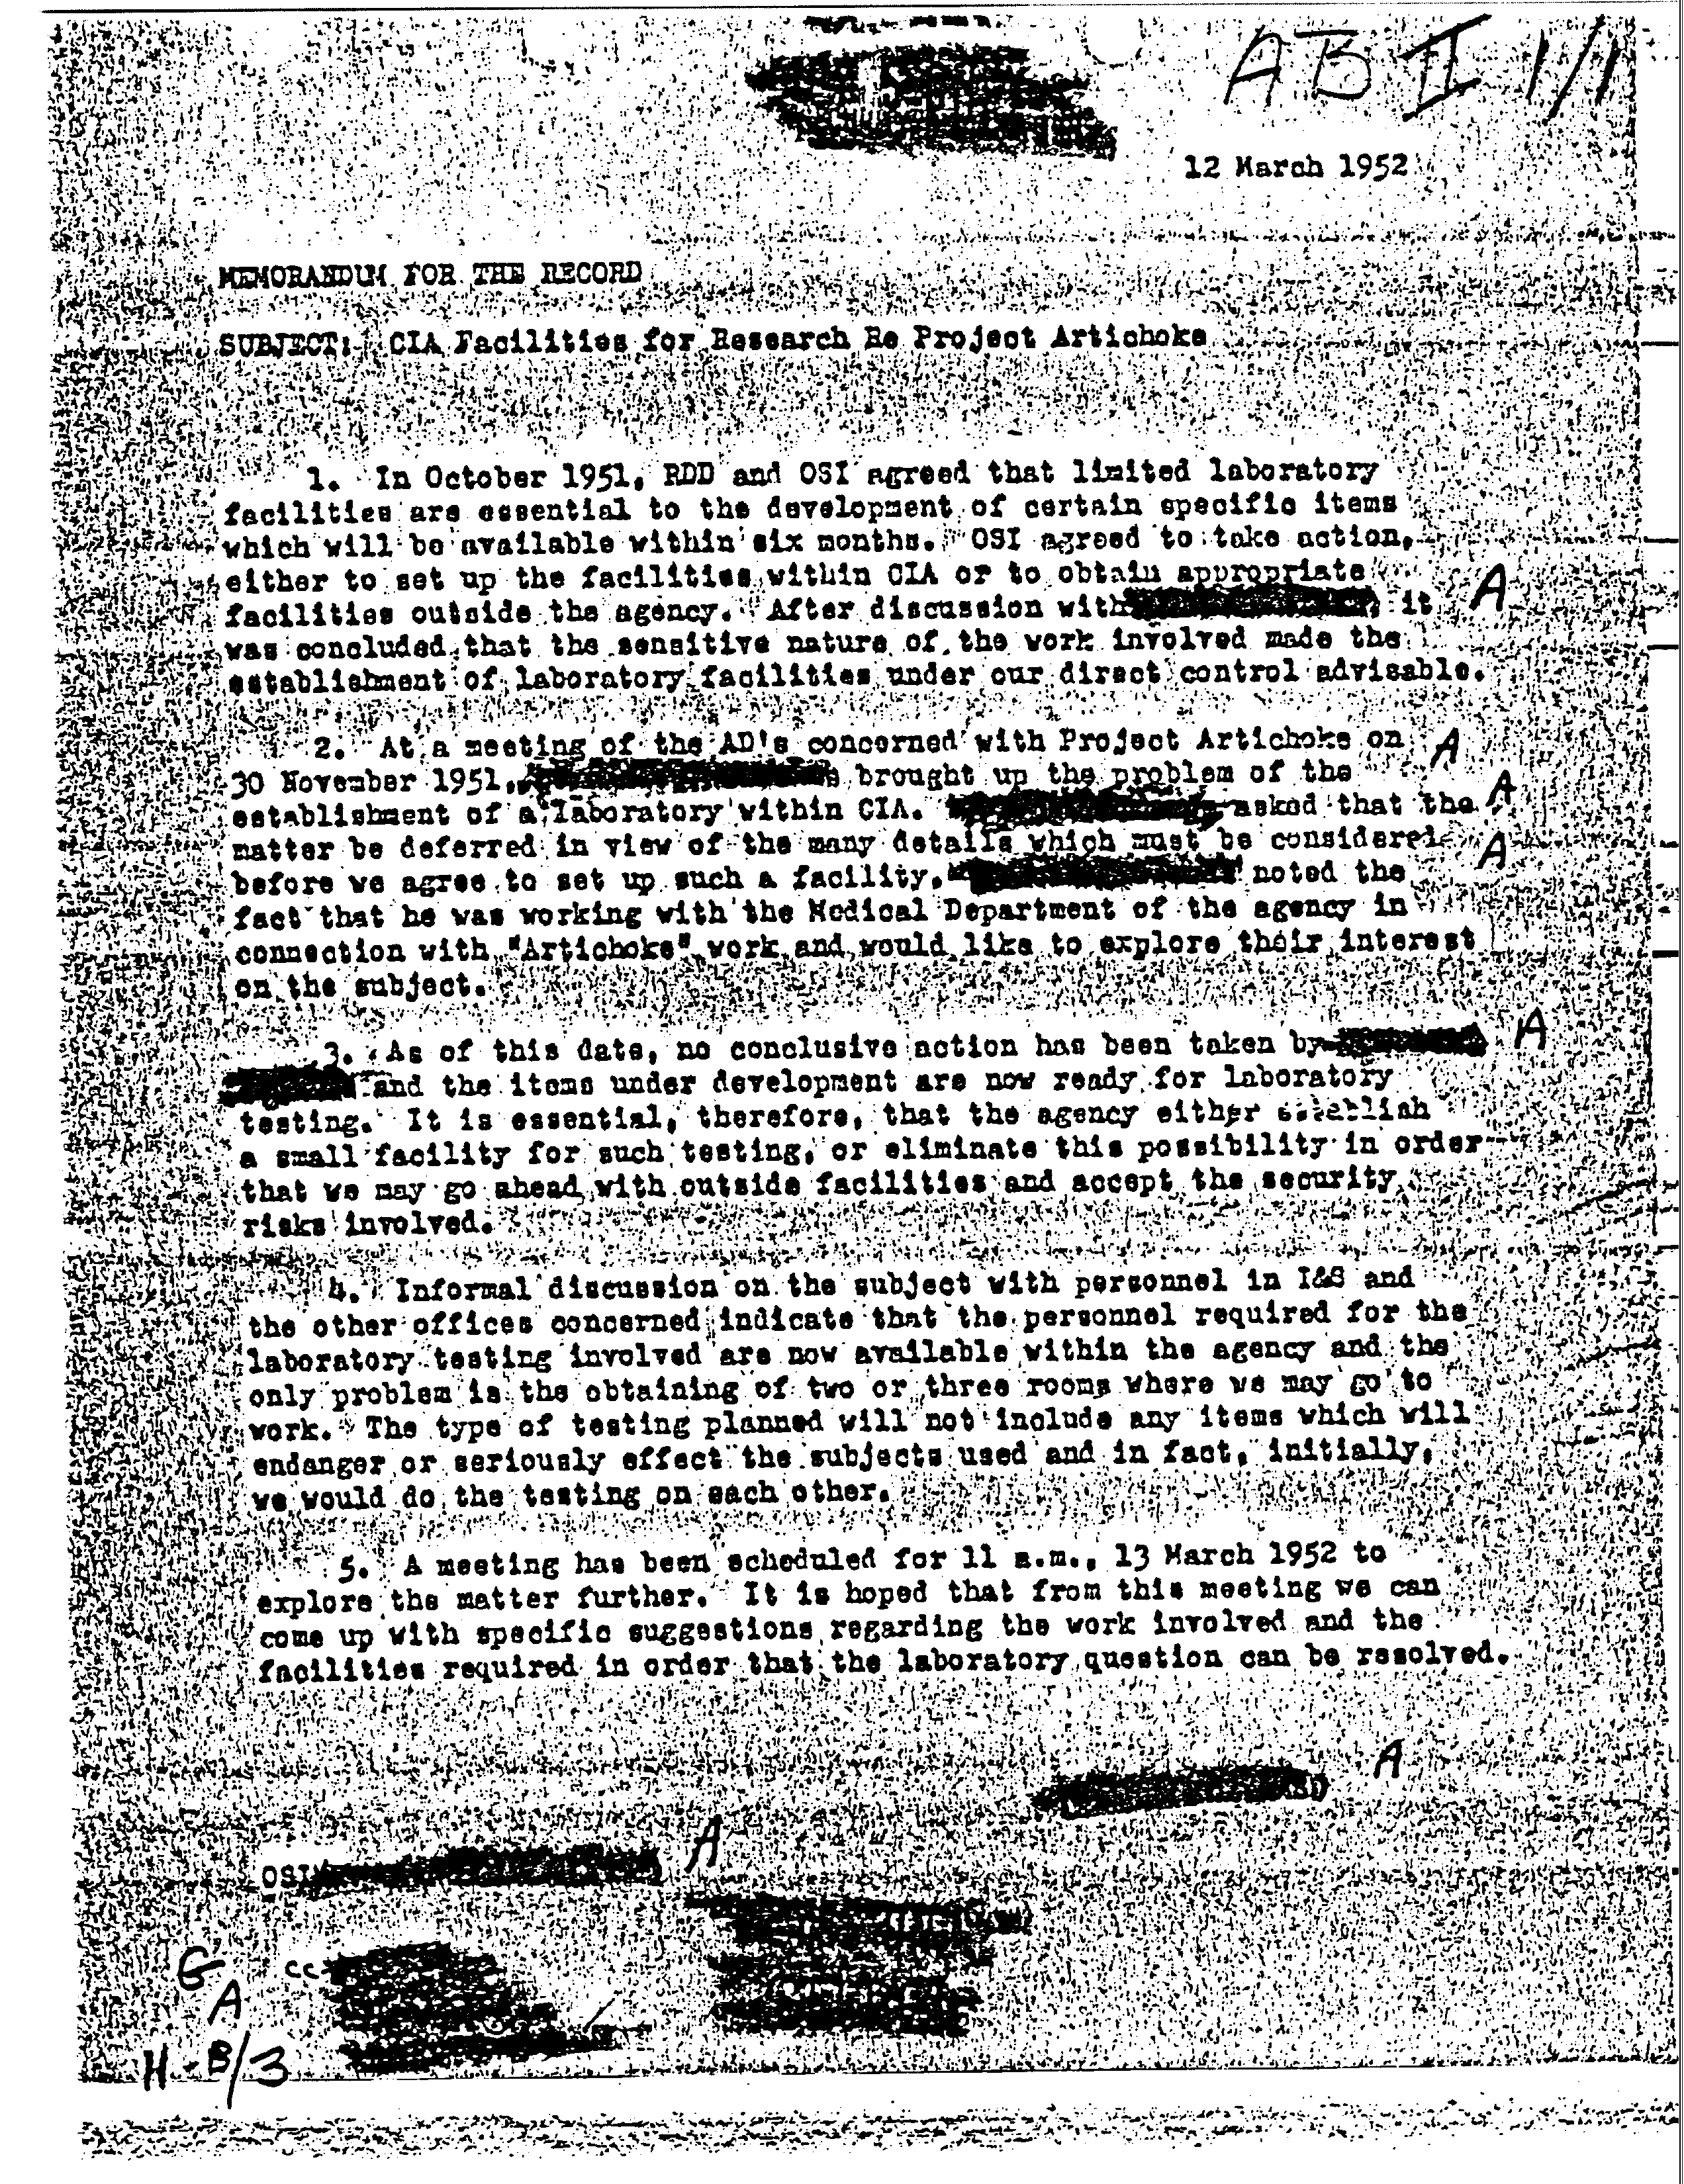 AB II 1/1
12 March 1952
MEMORANDUM FOR THE RECORD
SUBJECT: CIA Facilities for Research Re Project Artichoke
1. In October 1951, RDD and OSI agreed that limited laboratory
facilities are essential to the development of certain specific items
which will be available within six months. OSI agreed to take action,
either to set up the facilities within CIA or to obtain appropriate
facilities outside the agency. After discussion with it A
was concluded that the sensitive nature of the work involved made the
establishment of laboratory facilities under our direct control advisable.
2. At a meeting of the AD's concerned with Project Artichoke on A
30 November 1951, brought up the problem of the
establishment of a laboratory within CIA. asked that the A
matter be deferred in view of the many details which must be considered A
before we agree to set up such a facility. noted the
fact that he was working with the Medical Department of the agency in
connection with "Artichoke" work and would like to explore their interest
on the subject.
3. As of this date, no conclusive action has been taken by A
and the items under development are now ready for laboratory
testing. It is essential, therefore, that the agency either establish
a small facility for such testing, or eliminate this possibility in order
that we may go ahead with outside facilities and accept the security
risks involved.
4. Informal discussion on the subject with personnel in I&S and
the other offices concerned indicate that the personnel required for the
laboratory testing involved are now available within the agency and the
only problem is the obtaining of two or three rooms where we may go to
work. The type of testing planned will not include any items which will
endanger or seriously effect the subjects used and in fact, initially,
we would do the testing on each other.
5. A meeting has been scheduled for 11 a.m., 13 March 1952 to
explore the matter further. It is hoped that from this meeting we can
come up with specific suggestions regarding the work involved and the
facilities required in order that the laboratory question can be resolved.
A
OSI A
G cc
A
H-B/3